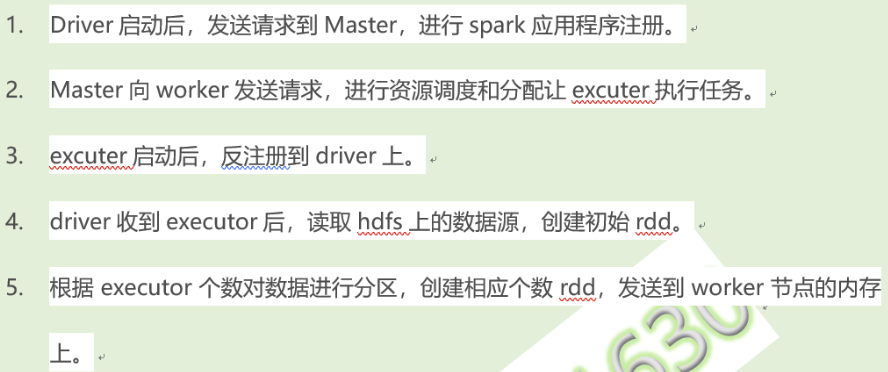 1. Driver 启动后，发送请求到 Master，进行 spark 应用程序注册。
2. Master 向 worker 发送请求，进行资源调度和分配让 excuter 执行任务。
3. excuter 启动后，反注册到 driver 上。
4. driver 收到 executor 后，读取 hdfs 上的数据源，创建初始 rdd。
5. 根据 executor 个数对数据进行分区，创建相应个数 rdd，发送到 worker 节点的内存
上。